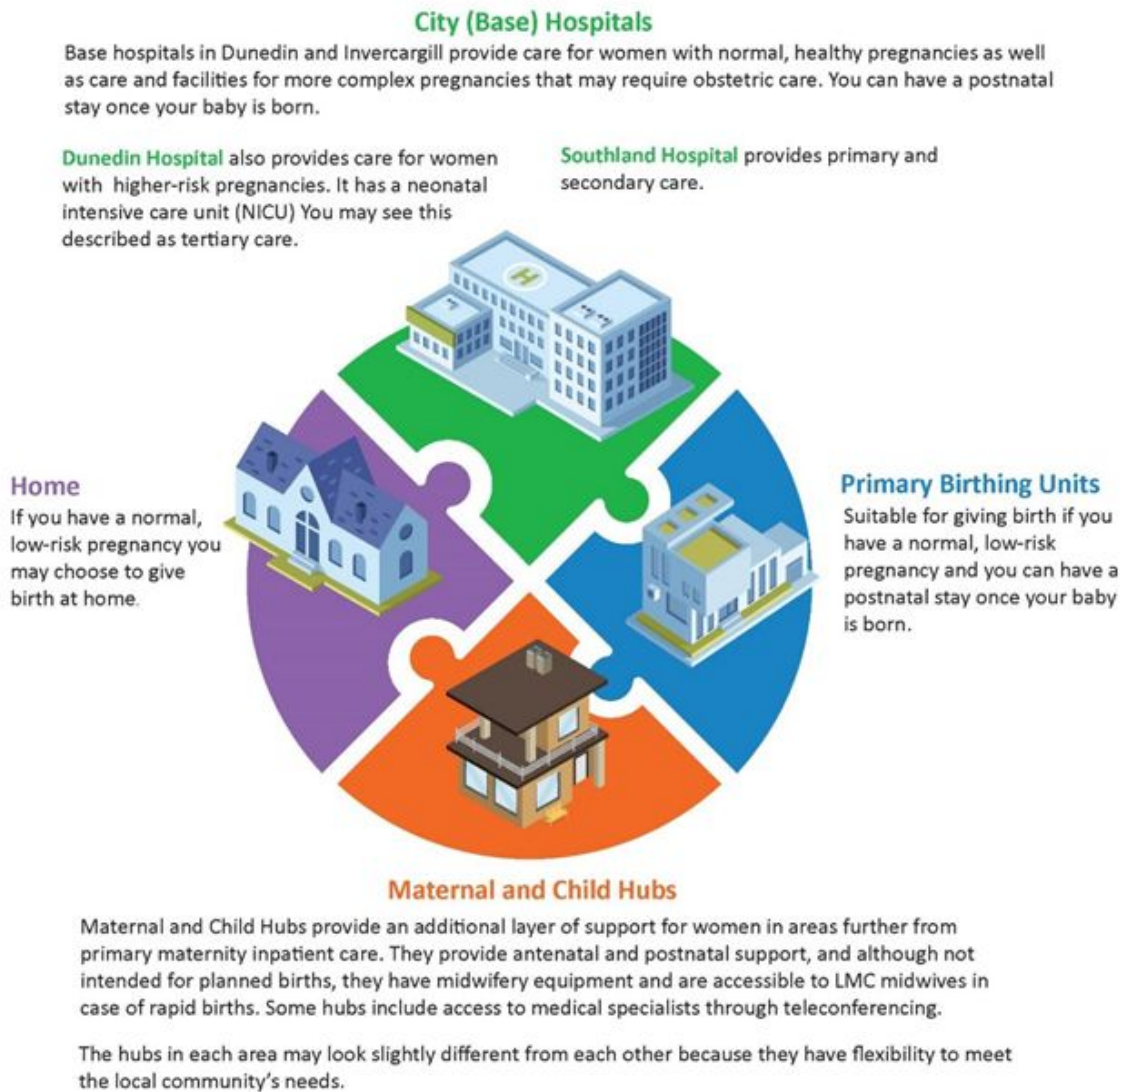 City (Base) Hospitals
Base hospitals in Dunedin and Invercargill provide care for women with normal, healthy pregnancies as well
as care and facilities for more complex pregnancies that may require obstetric care. You can have a postnatal
stay once your baby is born.
Dunedin Hospital also provides care for women
with higher-risk pregnancies. It has a neonatal
intensive care unit (NICU) You may see this
described as tertiary care.
Southland Hospital provides primary and
secondary care.
H
Home
If you have a normal,
low-risk pregnancy you
may choose to give
birth at home.
Primary Birthing Units
Suitable for giving birth if you
have a normal, low-risk
pregnancy and you can have a
postnatal stay once your baby
is born.
Maternal and Child Hubs
Maternal and Child Hubs provide an additional layer of support for women in areas further from
primary maternity inpatient care. They provide antenatal and postnatal support, and although not
intended for planned births, they have midwifery equipment and are accessible to LMC midwives in
case of rapid births. Some hubs include access to medical specialists through teleconferencing.
The hubs in each area may look slightly different from each other because they have flexibility to meet
the local community's needs.